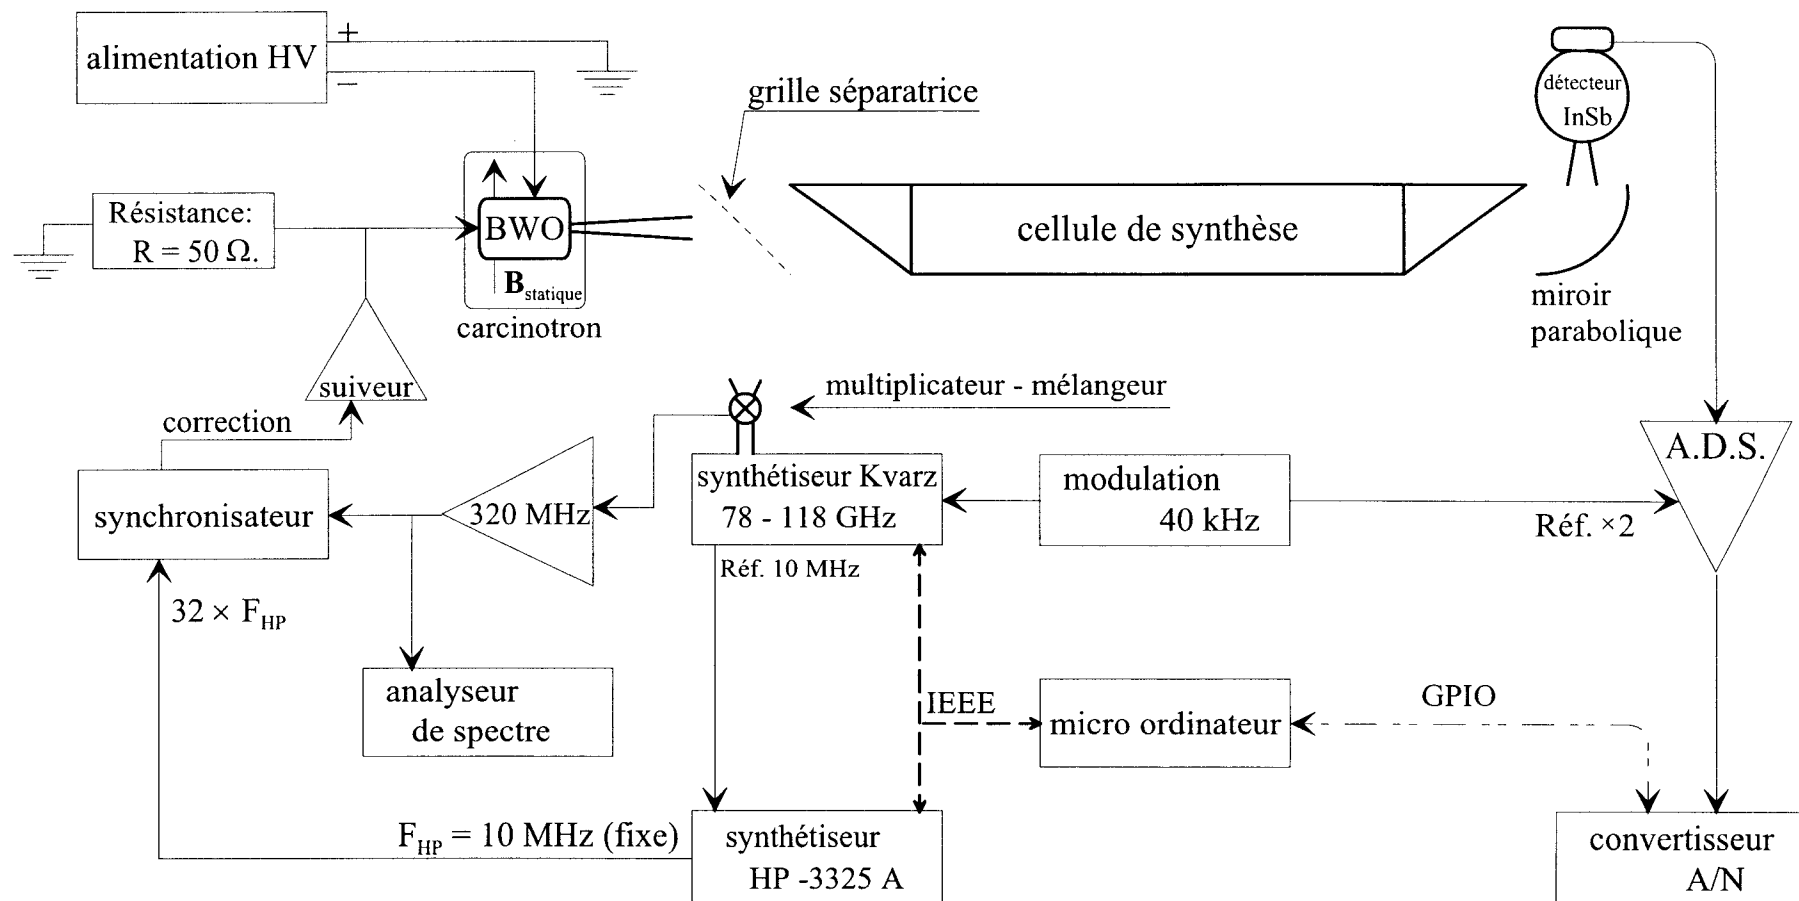 alimentation HV
+
−
grille séparatrice
détecteur
InSb
Résistance:
R = 50 Ω.
BWO
B statique
carcinotron
cellule de synthèse
miroir
parabolique
suiveur
correction
multiplicateur - mélangeur
A.D.S.
synchronisateur
320 MHz
synthétiseur Kvarz
78 - 118 GHz
modulation
40 kHz
Réf. ×2
Réf. 10 MHz
32 × F_HP
analyseur
de spectre
IEEE
micro ordinateur
GPIO
F_HP = 10 MHz (fixe)
synthétiseur
HP -3325 A
convertisseur
A/N